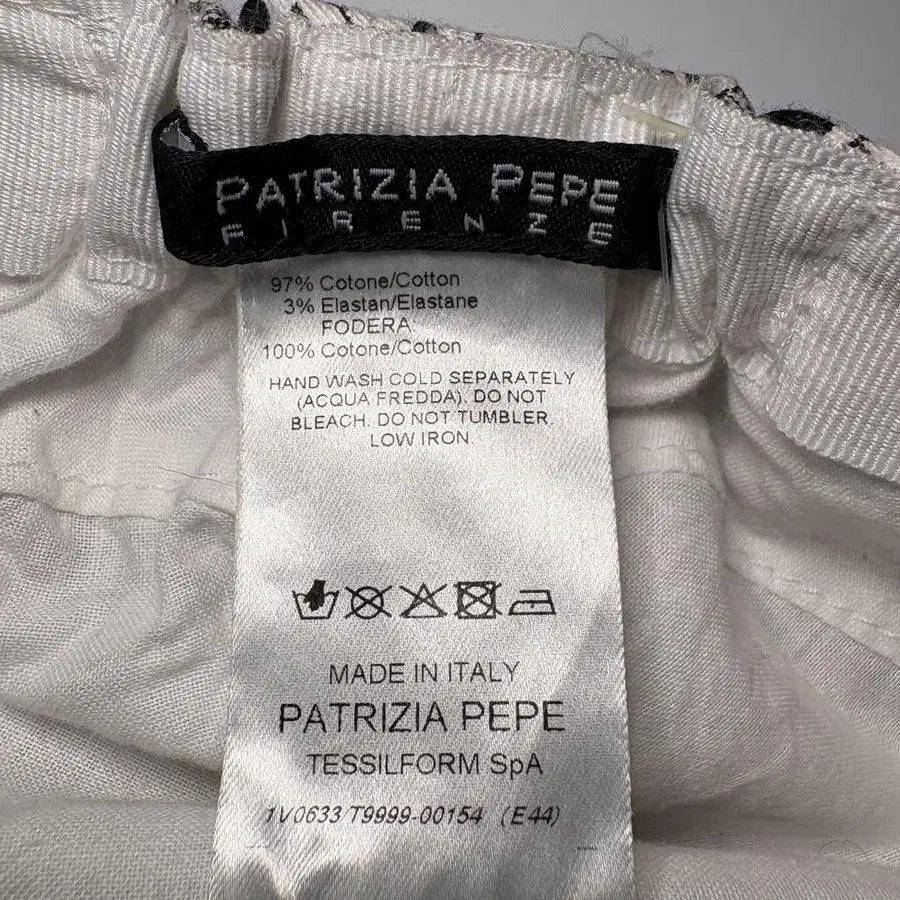 PATRIZIA PEPE
FIRENZE
97% Cotone/Cotton
3% Elastan/Elastane
FODERA:
100% Cotone/Cotton
HAND WASH COLD SEPARATELY
(ACQUA FREDDA). DO NOT
BLEACH. DO NOT TUMBLER.
LOW IRON
MADE IN ITALY
PATRIZIA PEPE
TESSILFORM SpA
1V0633 T9999-00154 (E44)